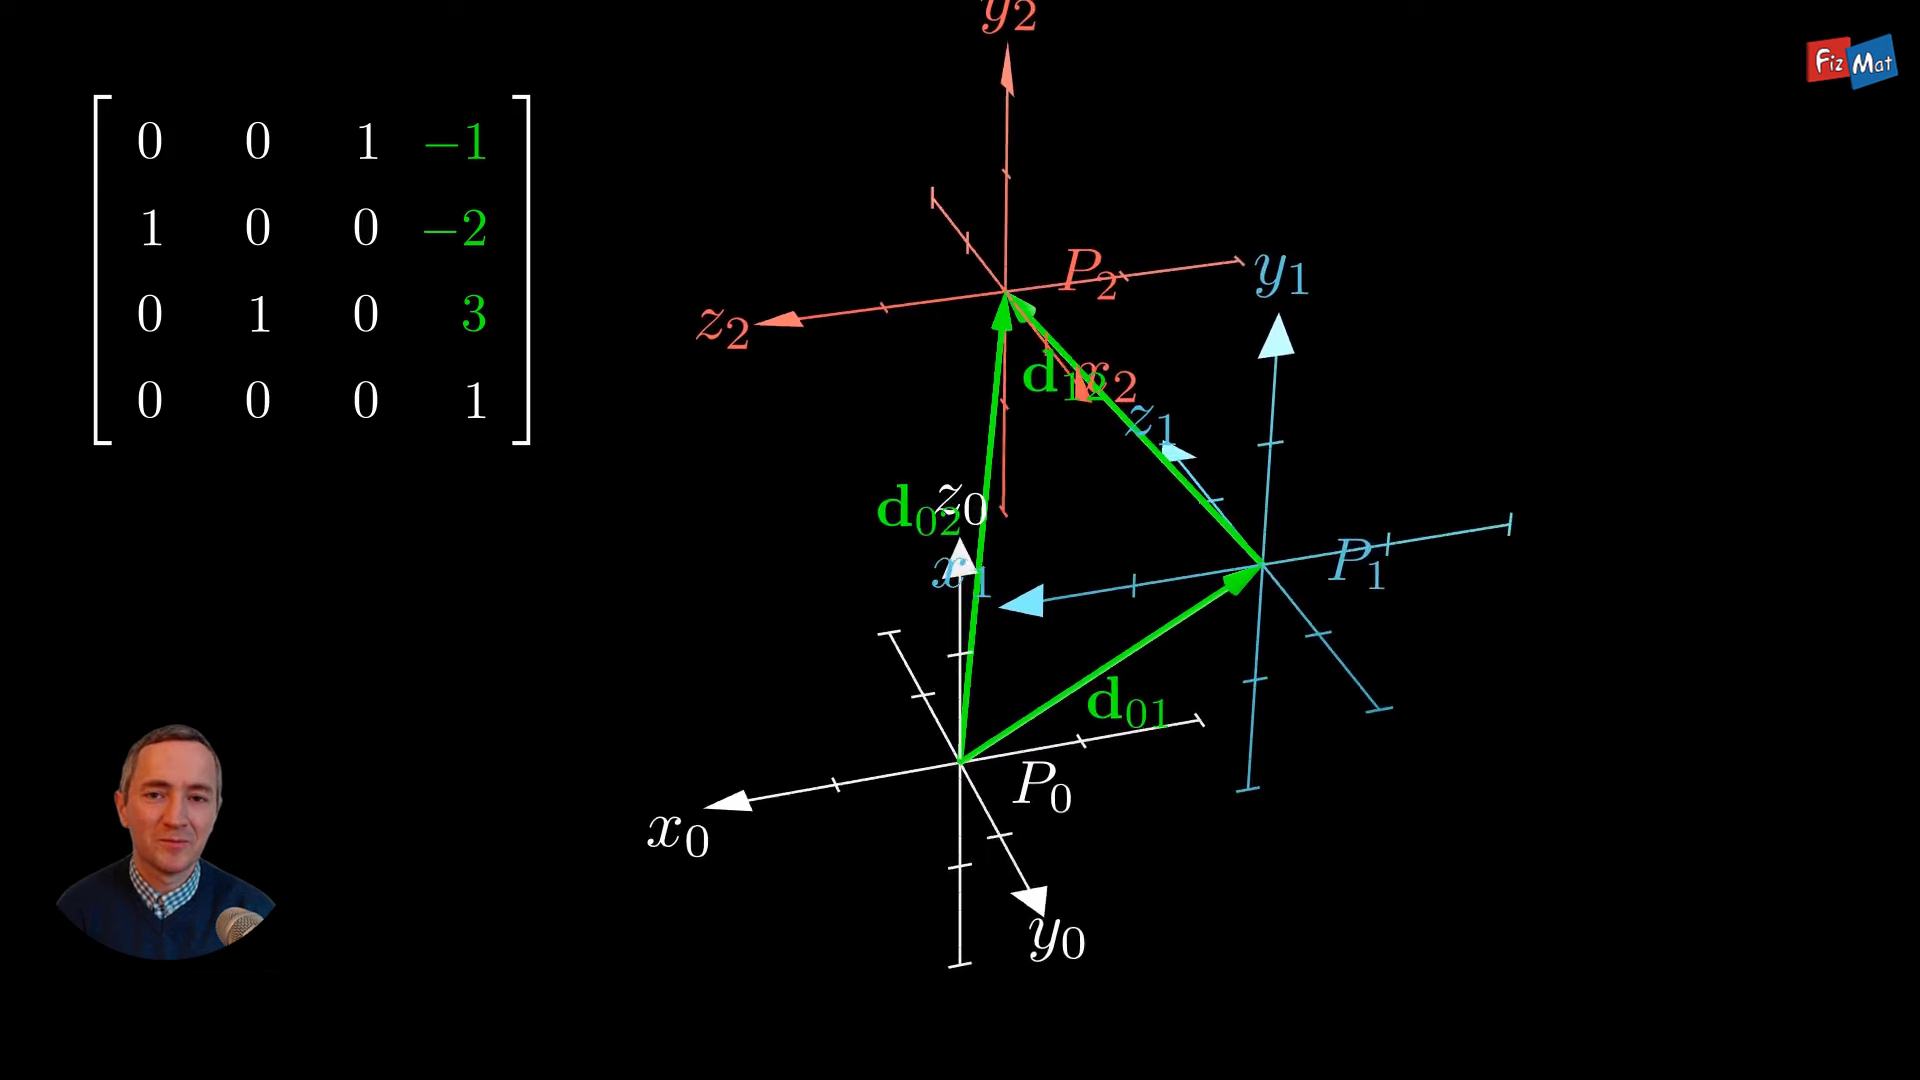 y₂
Fiz Mat
0 0 1 −1
1 0 0 −2
0 1 0 3
0 0 0 1
P₂
y₁
z₂
d₁₂
x₂
z₁
z₀
d₀₂
x₁
P₁
d₀₁
P₀
x₀
y₀